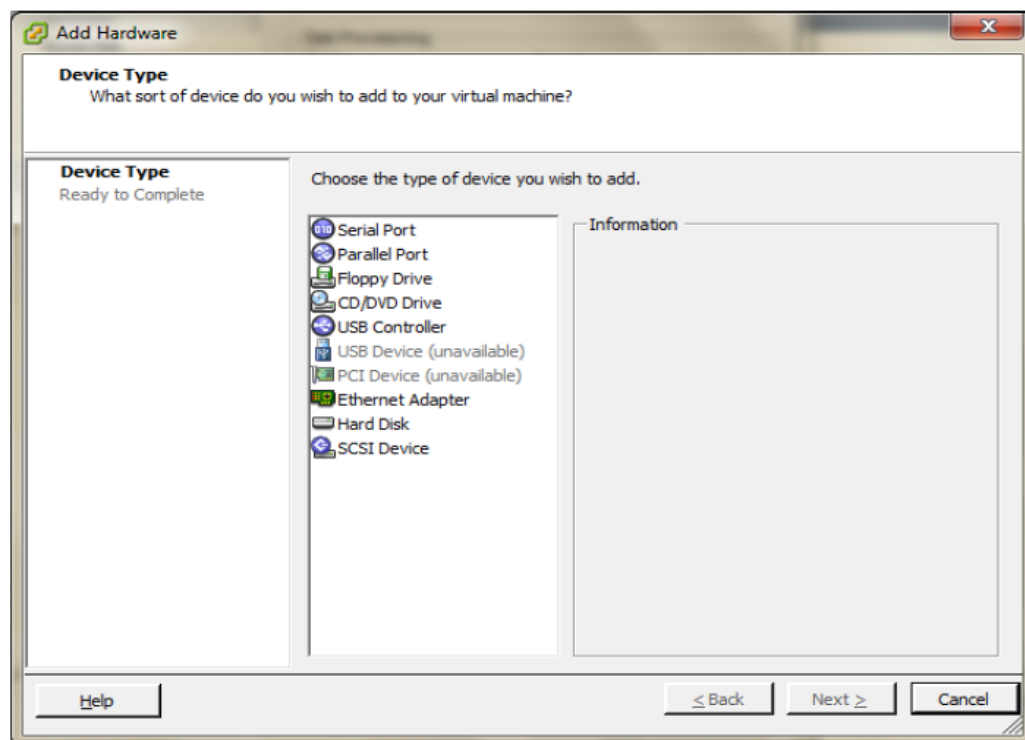 Add Hardware
Device Type
What sort of device do you wish to add to your virtual machine?
Device Type
Ready to Complete
Choose the type of device you wish to add.
Serial Port
Parallel Port
Floppy Drive
CD/DVD Drive
USB Controller
USB Device (unavailable)
PCI Device (unavailable)
Ethernet Adapter
Hard Disk
SCSI Device
Information
Help
< Back
Next >
Cancel